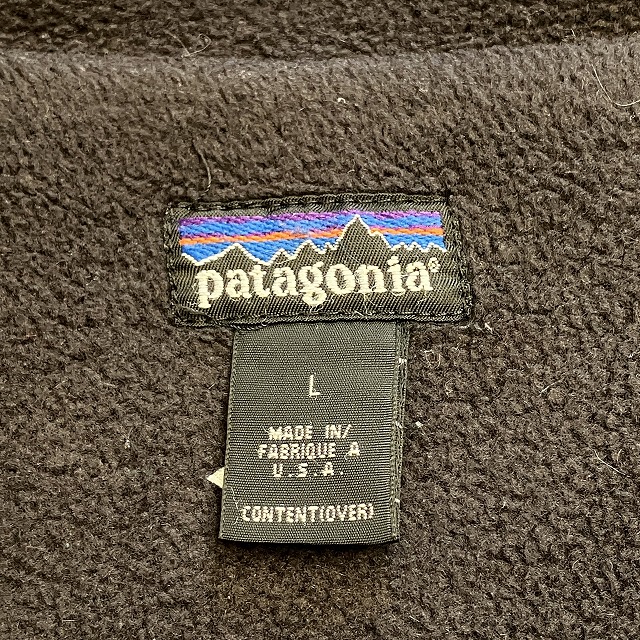 patagonia®
L
MADE IN/
FABRIQUE A
U.S.A.
CONTENT(OVER)